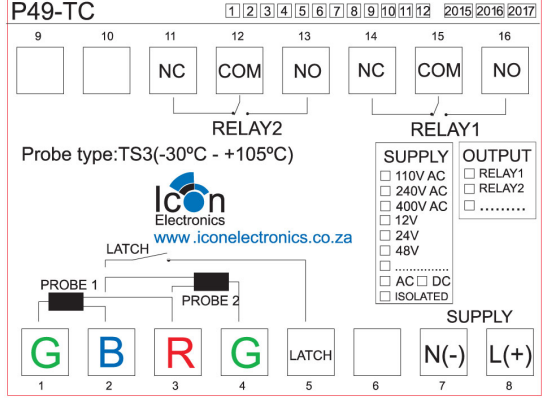 P49-TC 1 2 3 4 5 6 7 8 9 10 11 12 2015 2016 2017
9 10 11 12 13 14 15 16
NC COM NO NC COM NO
RELAY2 RELAY1
Probe type:TS3(-30ºC - +105ºC)
SUPPLY
110V AC
240V AC
400V AC
12V
24V
48V
..............
AC DC
ISOLATED
OUTPUT
RELAY1
RELAY2
.........
Icon
Electronics
www.iconelectronics.co.za
LATCH
PROBE 1
PROBE 2
SUPPLY
G B R G LATCH N(-) L(+)
1 2 3 4 5 6 7 8